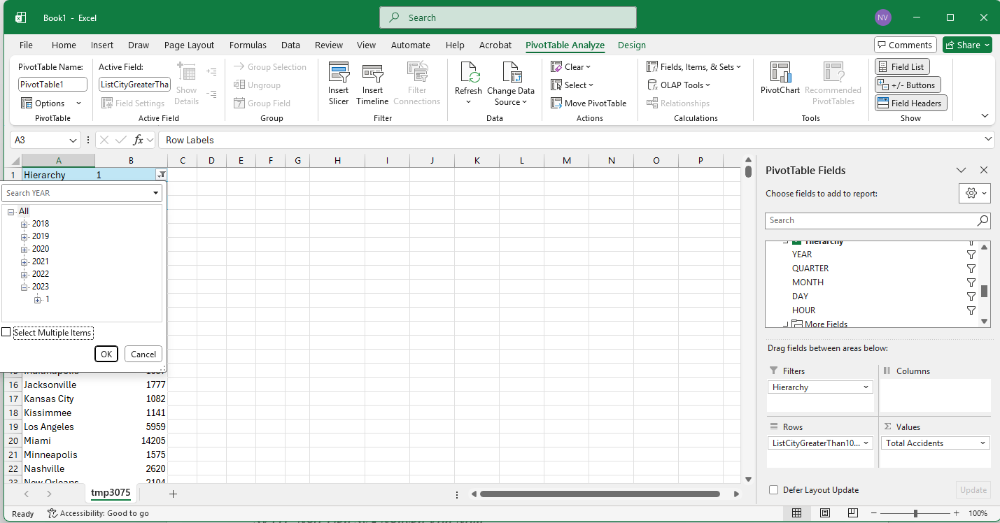 Book1 - Excel
Search
NV
File Home Insert Draw Page Layout Formulas Data Review View Automate Help Acrobat PivotTable Analyze Design
Comments Share
PivotTable Name:
PivotTable1
Options
PivotTable
Active Field:
ListCityGreaterTha
Field Settings
Show Details
Active Field
Group Selection
Ungroup
7 Group Field
Group
Insert Slicer
Insert Timeline
Filter Connections
Filter
Refresh
Change Data Source
Data
Clear
Select
Move PivotTable
Actions
Fields, Items, & Sets
OLAP Tools
Relationships
Calculations
PivotChart
Recommended PivotTables
Tools
Field List
+/- Buttons
Field Headers
Show
A3 fx Row Labels
A B C D E F G H I J K L M N O P
1 Hierarchy 1
Search YEAR
All
2018
2019
2020
2021
2022
2023
1
Select Multiple Items
OK Cancel
16 Jacksonville 1777
17 Kansas City 1082
18 Kissimmee 1141
19 Los Angeles 5959
20 Miami 14205
21 Minneapolis 1575
22 Nashville 2620
23 New Orleans 2104
tmp3075
Ready Accessibility: Good to go
PivotTable Fields
Choose fields to add to report:
Search
Hierarchy
YEAR
QUARTER
MONTH
DAY
HOUR
More Fields
Drag fields between areas below:
Filters
Hierarchy
Columns
Rows
ListCityGreaterThan10...
Σ Values
Total Accidents
Defer Layout Update Update
100%